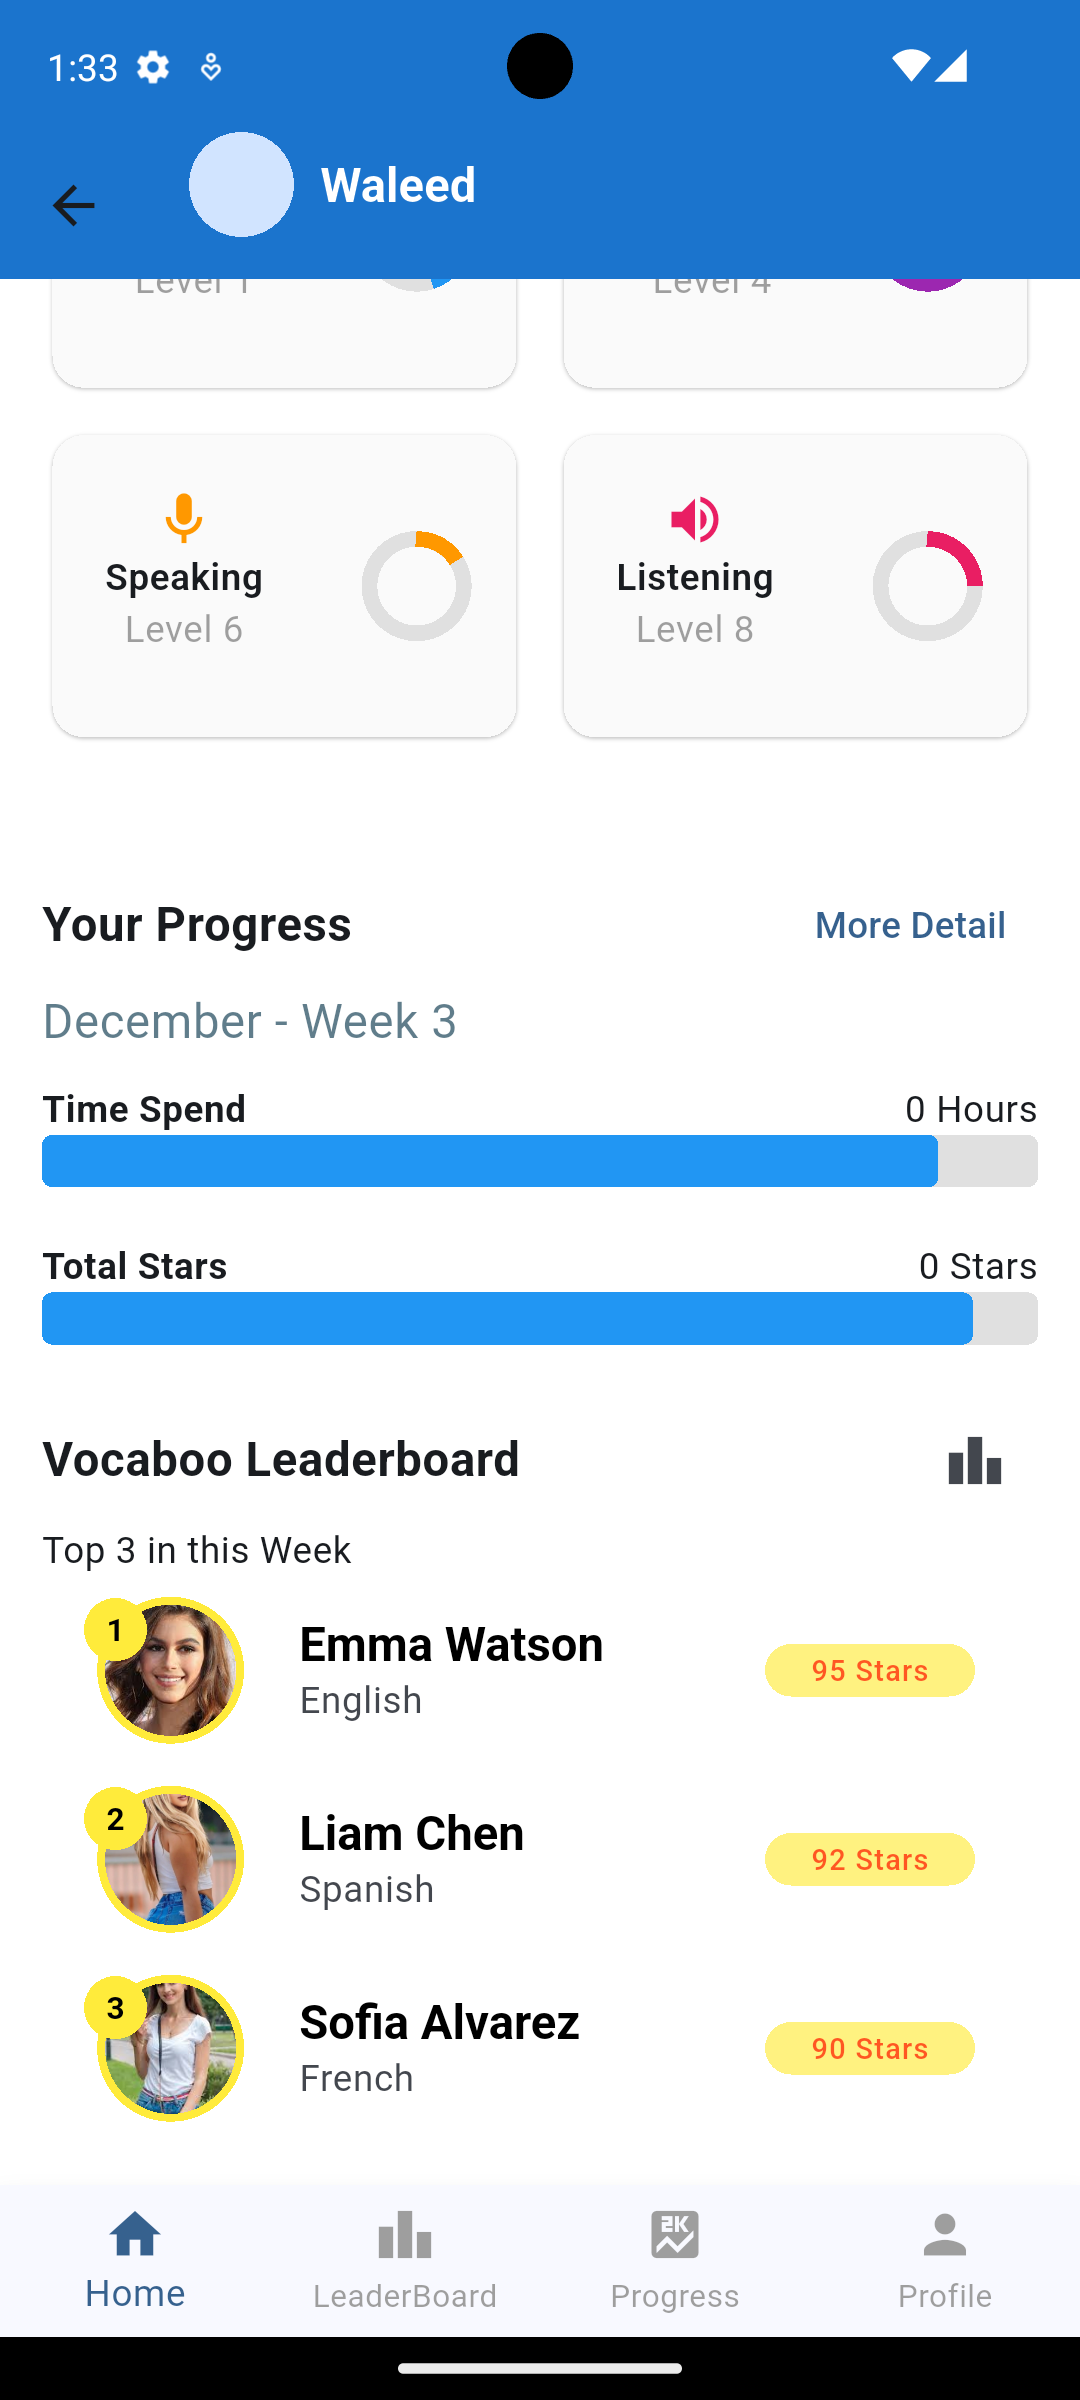 1:33
Waleed
Level 1
Level 4
Speaking
Level 6
Listening
Level 8
Your Progress
More Detail
December - Week 3
Time Spend
0 Hours
Total Stars
0 Stars
Vocaboo Leaderboard
Top 3 in this Week
1
Emma Watson
English
95 Stars
2
Liam Chen
Spanish
92 Stars
3
Sofia Alvarez
French
90 Stars
Home
LeaderBoard
Progress
Profile